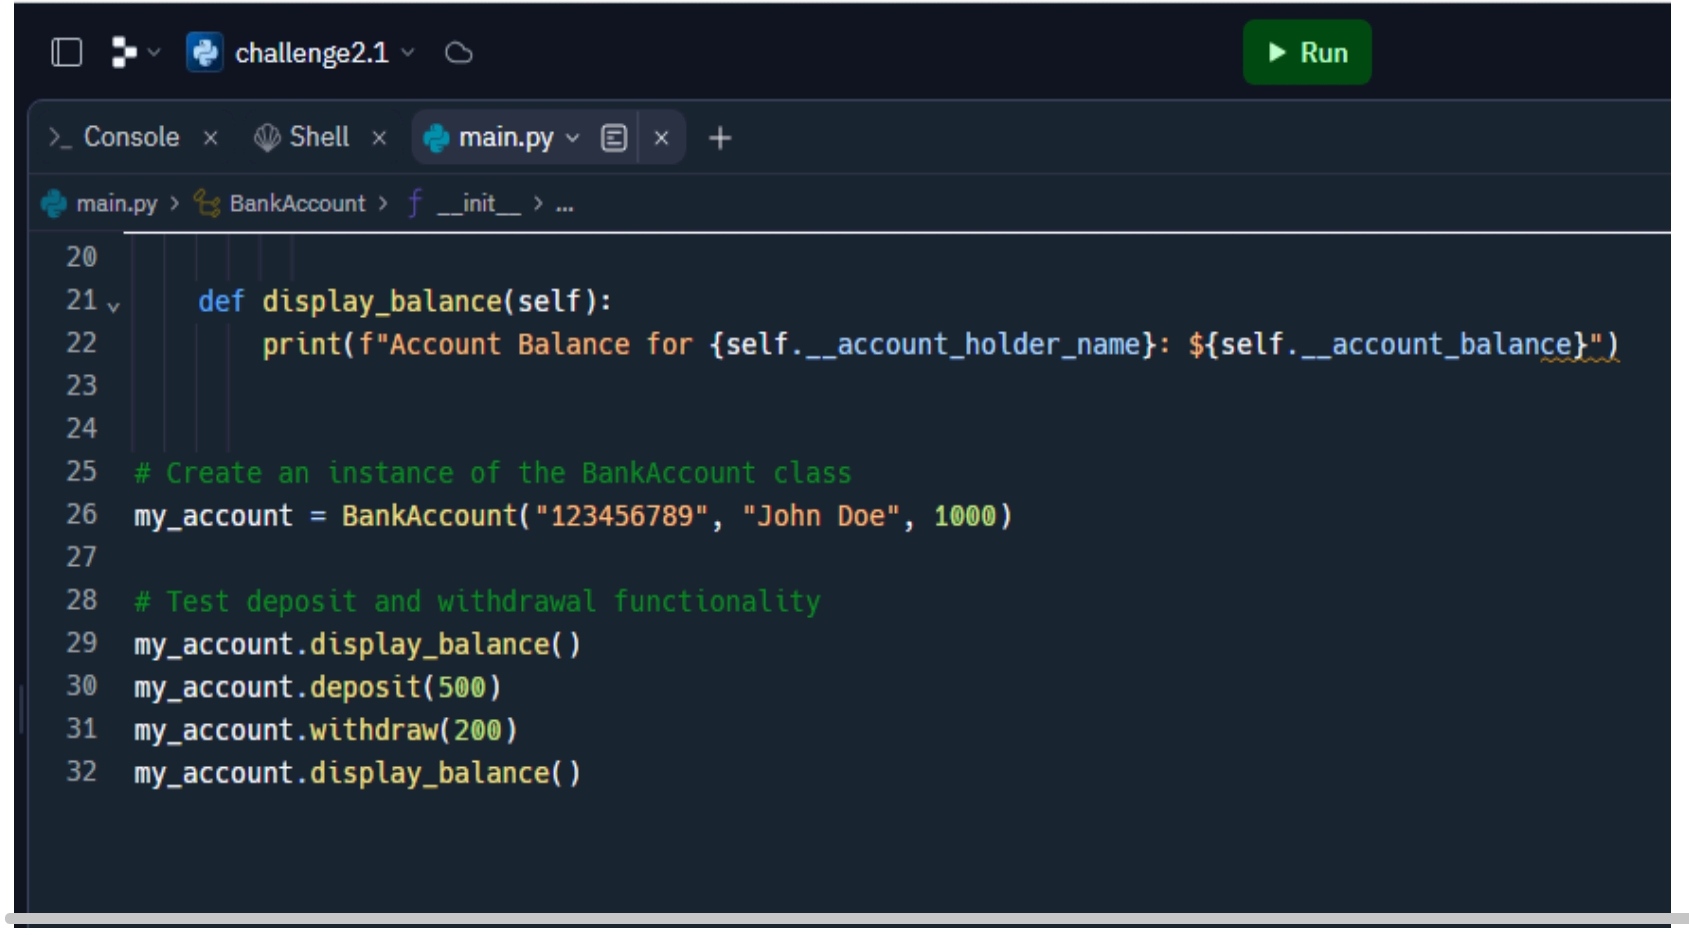 challenge2.1 Run
>_ Console × Shell × main.py × +
main.py > BankAccount > f __init__ > ...
20
21 def display_balance(self):
22 print(f"Account Balance for {self.__account_holder_name}: ${self.__account_balance}")
23
24
25 # Create an instance of the BankAccount class
26 my_account = BankAccount("123456789", "John Doe", 1000)
27
28 # Test deposit and withdrawal functionality
29 my_account.display_balance()
30 my_account.deposit(500)
31 my_account.withdraw(200)
32 my_account.display_balance()